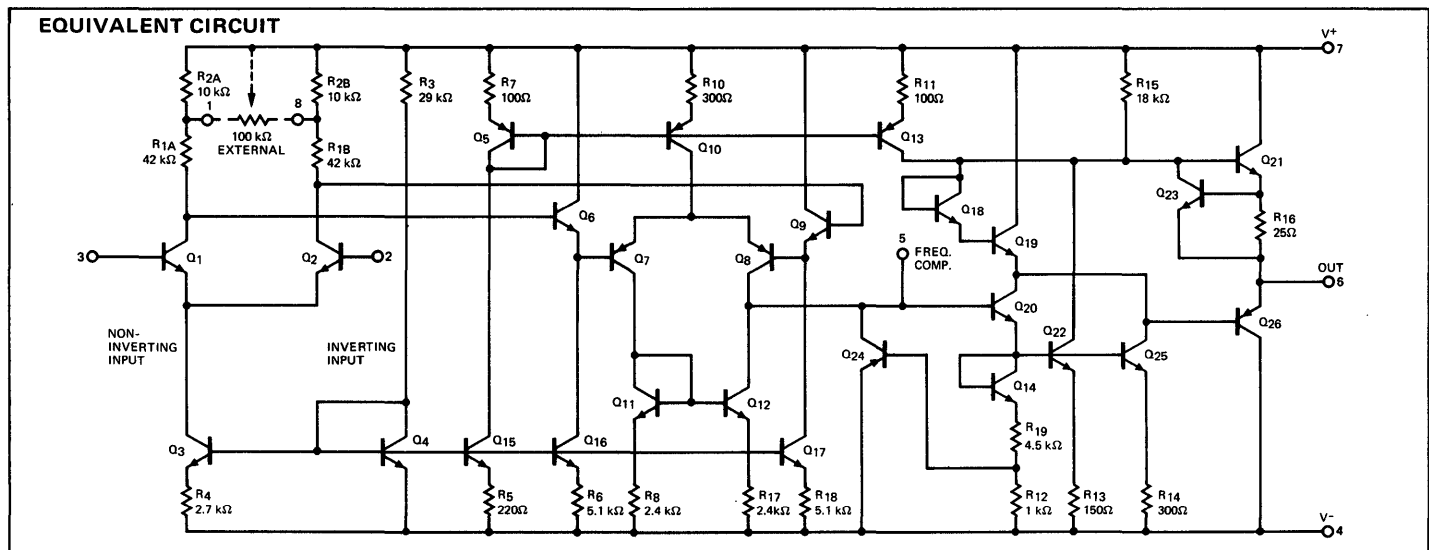 EQUIVALENT CIRCUIT
V+
7
R2A
10 kΩ
R2B
10 kΩ
R3
29 kΩ
R7
100Ω
R10
300Ω
R11
100Ω
R15
18 kΩ
1
8
100 kΩ
EXTERNAL
R1A
42 kΩ
R1B
42 kΩ
Q5
Q10
Q13
Q21
Q23
Q6
Q9
Q18
R16
25Ω
3
Q1
Q2
2
Q7
Q8
5
FREQ.
COMP.
Q19
OUT
6
Q20
Q26
NON-
INVERTING
INPUT
INVERTING
INPUT
Q24
Q22
Q25
Q11
Q12
Q14
Q3
Q4
Q15
Q16
Q17
R19
4.5 kΩ
R4
2.7 kΩ
R5
220Ω
R6
5.1 kΩ
R8
2.4 kΩ
R17
2.4kΩ
R18
5.1 kΩ
R12
1 kΩ
R13
150Ω
R14
300Ω
V-
4